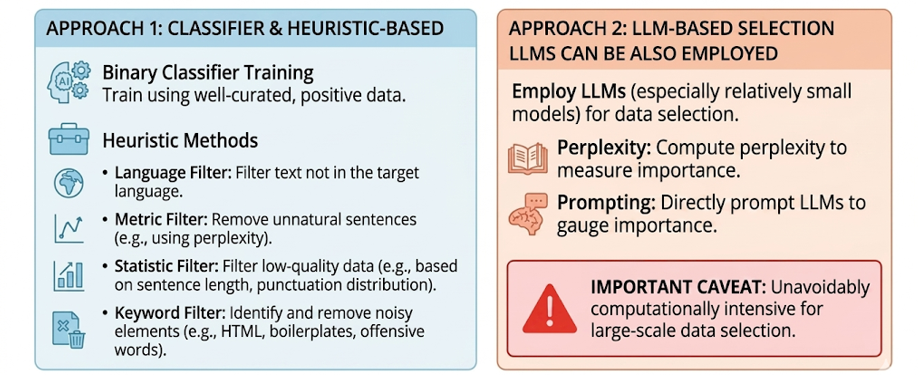 APPROACH 1: CLASSIFIER & HEURISTIC-BASED
AI
Binary Classifier Training
Train using well-curated, positive data.
Heuristic Methods
• Language Filter: Filter text not in the target
language.
• Metric Filter: Remove unnatural sentences
(e.g., using perplexity).
• Statistic Filter: Filter low-quality data (e.g., based
on sentence length, punctuation distribution).
• Keyword Filter: Identify and remove noisy
elements (e.g., HTML, boilerplates, offensive
words).
APPROACH 2: LLM-BASED SELECTION
LLMS CAN BE ALSO EMPLOYED
Employ LLMs (especially relatively small
models) for data selection.
Perplexity: Compute perplexity to
measure importance.
Prompting: Directly prompt LLMs to
gauge importance.
IMPORTANT CAVEAT: Unavoidably
computationally intensive for
large-scale data selection.